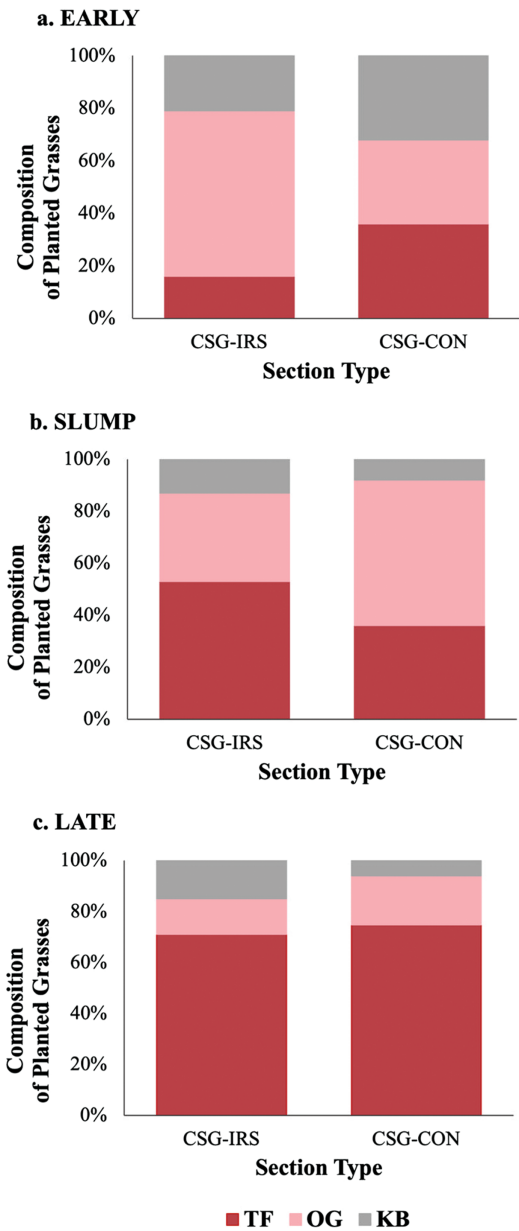 a. EARLY
100%
80%
60%
40%
20%
0%
Composition
of Planted Grasses
CSG-IRS
CSG-CON
Section Type
b. SLUMP
100%
80%
60%
40%
20%
0%
Composition
of Planted Grasses
CSG-IRS
CSG-CON
Section Type
c. LATE
100%
80%
60%
40%
20%
0%
Composition
of Planted Grasses
CSG-IRS
CSG-CON
Section Type
TF OG KB